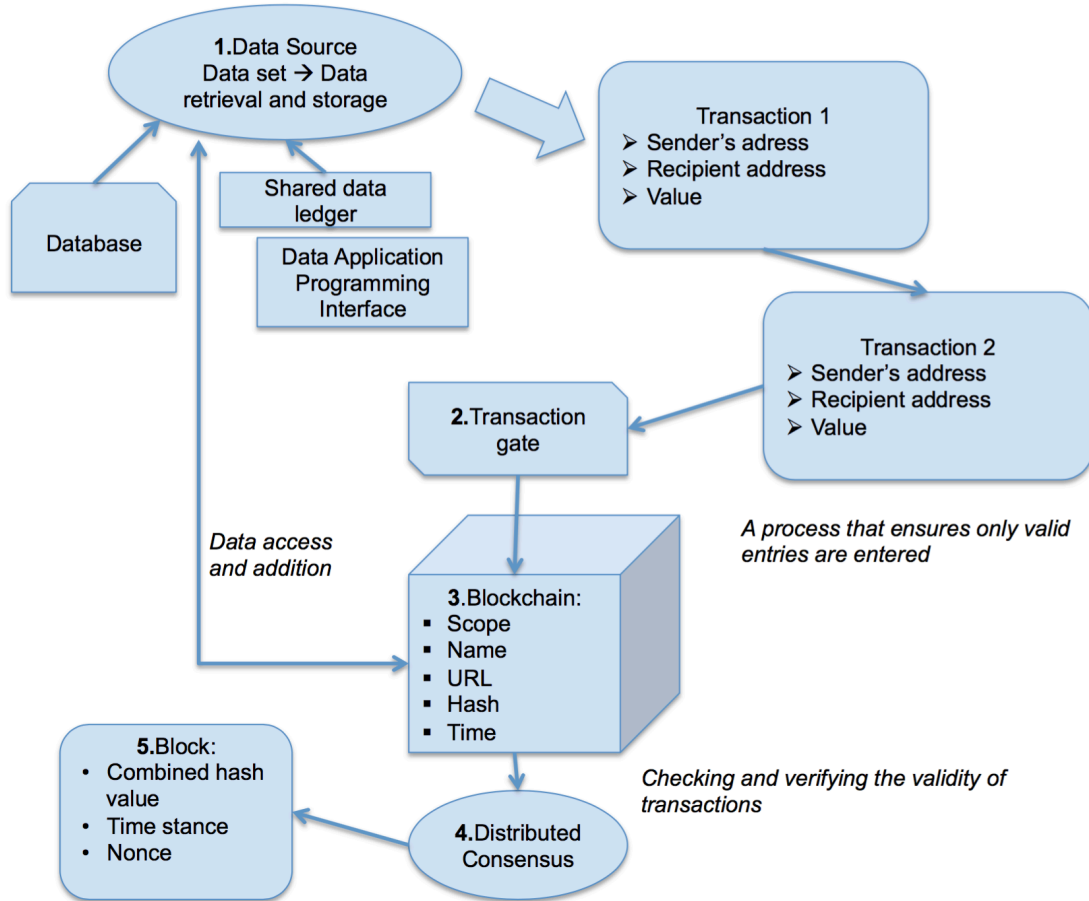 1.Data Source
Data set → Data
retrieval and storage
Transaction 1
➢ Sender's adress
➢ Recipient address
➢ Value
Database
Shared data
ledger
Data Application
Programming
Interface
Transaction 2
➢ Sender's address
➢ Recipient address
➢ Value
2.Transaction
gate
A process that ensures only valid
entries are entered
Data access
and addition
3.Blockchain:
▪ Scope
▪ Name
▪ URL
▪ Hash
▪ Time
Checking and verifying the validity of
transactions
4.Distributed
Consensus
5.Block:
• Combined hash
value
• Time stance
• Nonce